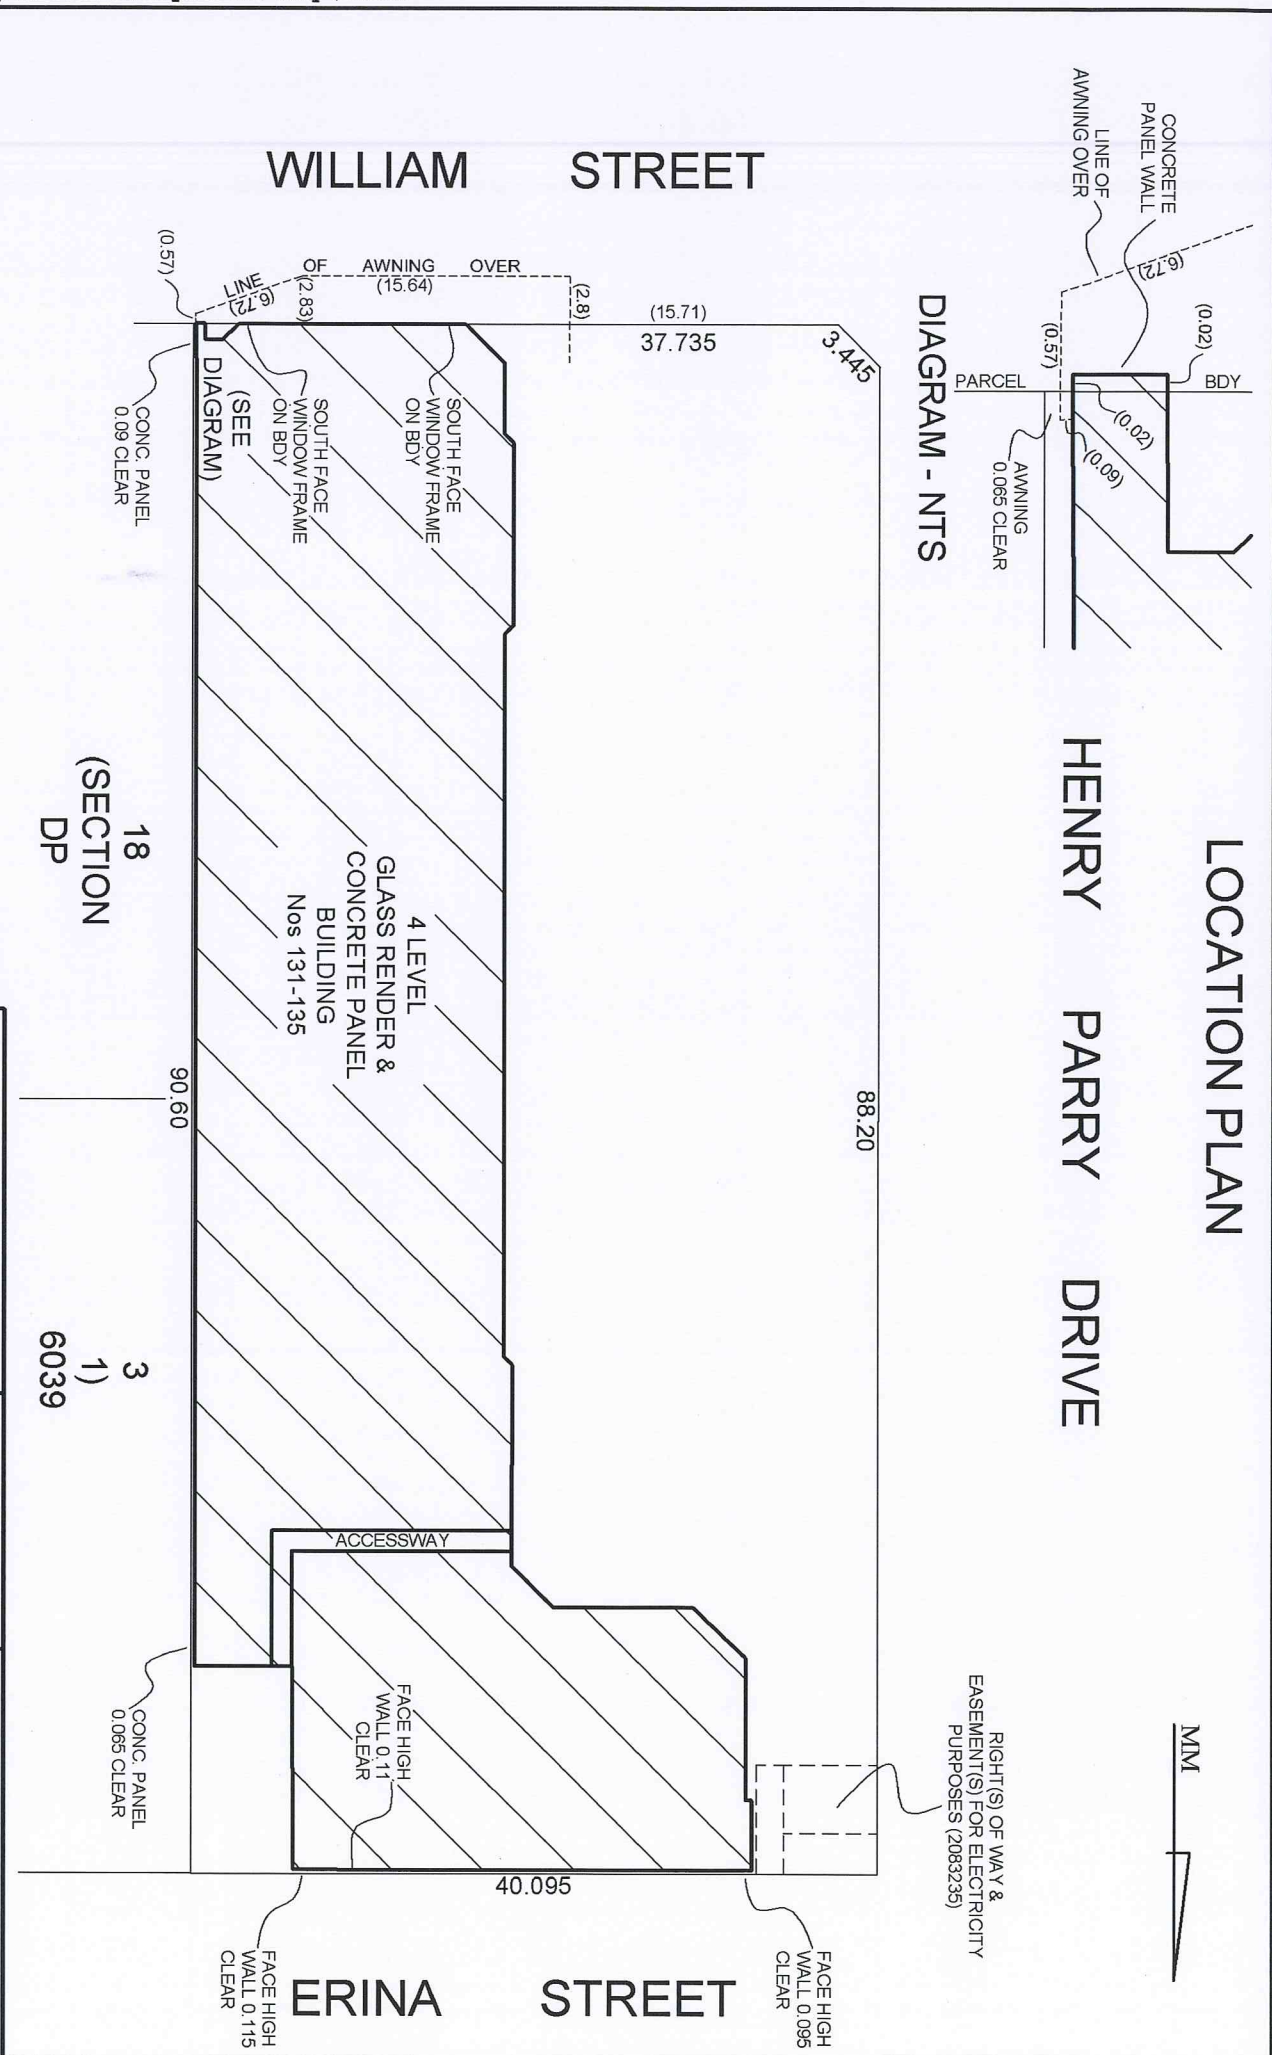 LOCATION PLAN
HENRY PARRY DRIVE
MM
CONCRETE
PANEL WALL
LINE OF
AWNING OVER
(6.72)
(0.02)
(0.57)
PARCEL BDY
(0.02)
(0.09)
AWNING
0.065 CLEAR
DIAGRAM - NTS
RIGHT(S) OF WAY &
EASEMENT(S) FOR ELECTRICITY
PURPOSES (2083235)
WILLIAM STREET
3.445
88.20
(15.71)
37.735
(2.8)
LINE OF AWNING OVER
(6.72)
(2.83)
(15.64)
(0.57)
SOUTH FACE
WINDOW FRAME
ON BDY
SOUTH FACE
WINDOW FRAME
ON BDY
(SEE
DIAGRAM)
CONC. PANEL
0.09 CLEAR
4 LEVEL
GLASS RENDER &
CONCRETE PANEL
BUILDING
Nos 131-135
ACCESSWAY
FACE HIGH
WALL 0.11
CLEAR
FACE HIGH
WALL 0.095
CLEAR
40.095
ERINA STREET
FACE HIGH
WALL 0.115
CLEAR
90.60
CONC. PANEL
0.065 CLEAR
18 3
(SECTION 1)
DP 6039